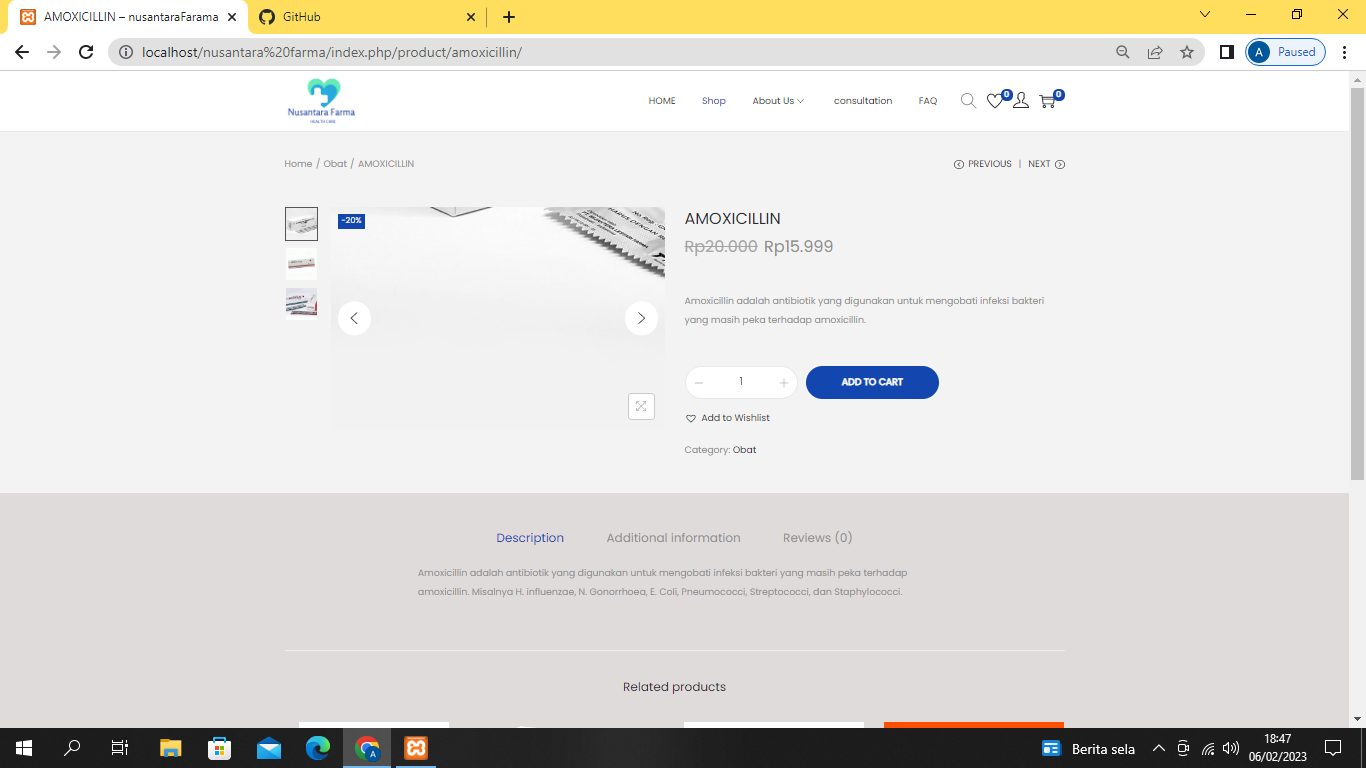 AMOXICILLIN – nusantaraFarama
GitHub
localhost/nusantara%20farma/index.php/product/amoxicillin/
A Paused
Nusantara Farma
HEALTH CARE
HOME Shop About Us consultation FAQ 0 0
Home / Obat / AMOXICILLIN
PREVIOUS | NEXT
-20%
AMOXICILLIN
Rp20.000 Rp15.999
Amoxicillin adalah antibiotik yang digunakan untuk mengobati infeksi bakteri
yang masih peka terhadap amoxicillin.
− 1 +
ADD TO CART
Add to Wishlist
Category: Obat
Description Additional information Reviews (0)
Amoxicillin adalah antibiotik yang digunakan untuk mengobati infeksi bakteri yang masih peka terhadap
amoxicillin. Misalnya H. influenzae, N. Gonorrhoea, E. Coli, Pneumococci, Streptococci, dan Staphylococci.
Related products
Berita sela
18:47
06/02/2023